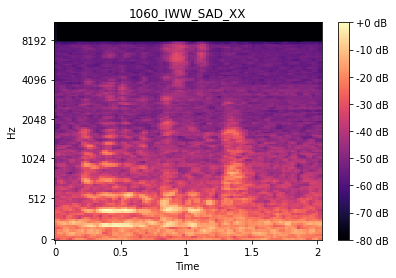 1060_IWW_SAD_XX
+0 dB
-10 dB
-20 dB
-30 dB
-40 dB
-50 dB
-60 dB
-70 dB
-80 dB
Hz
8192
4096
2048
1024
512
0
0
0.5
1
1.5
2
Time